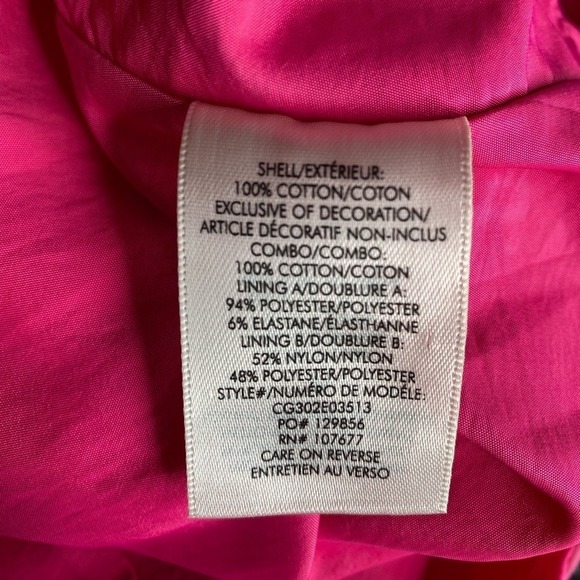 SHELL/EXTÉRIEUR:
100% COTTON/COTON
EXCLUSIVE OF DECORATION/
ARTICLE DÉCORATIF NON-INCLUS
COMBO/COMBO:
100% COTTON/COTON
LINING A/DOUBLURE A:
94% POLYESTER/POLYESTER
6% ELASTANE/ÉLASTHANNE
LINING B/DOUBLURE B:
52% NYLON/NYLON
48% POLYESTER/POLYESTER
STYLE#/NUMÉRO DE MODÈLE:
CG302E03513
PO# 129856
RN# 107677
CARE ON REVERSE
ENTRETIEN AU VERSO